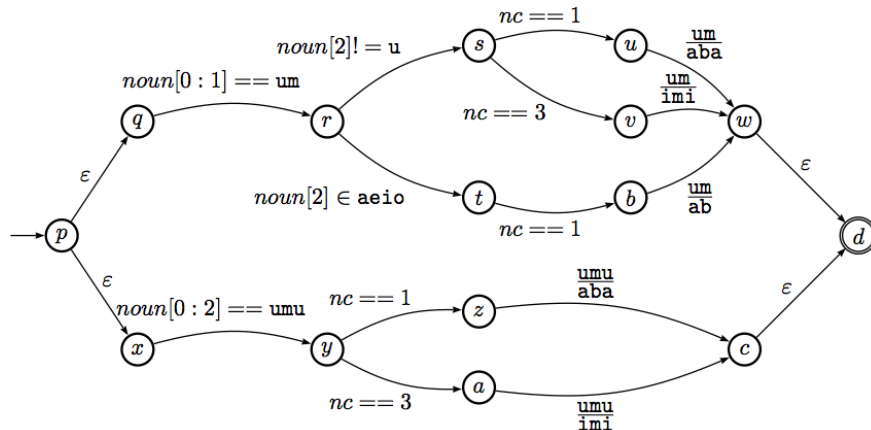 nc == 1
noun[2]! = u
s
u
um
aba
noun[0 : 1] == um
um
imi
q
r
nc == 3
v
w
ε
ε
noun[2] ∈ aeio
t
b
um
ab
nc == 1
p
d
ε
noun[0 : 2] == umu
nc == 1
z
umu
aba
ε
x
y
c
nc == 3
a
umu
imi